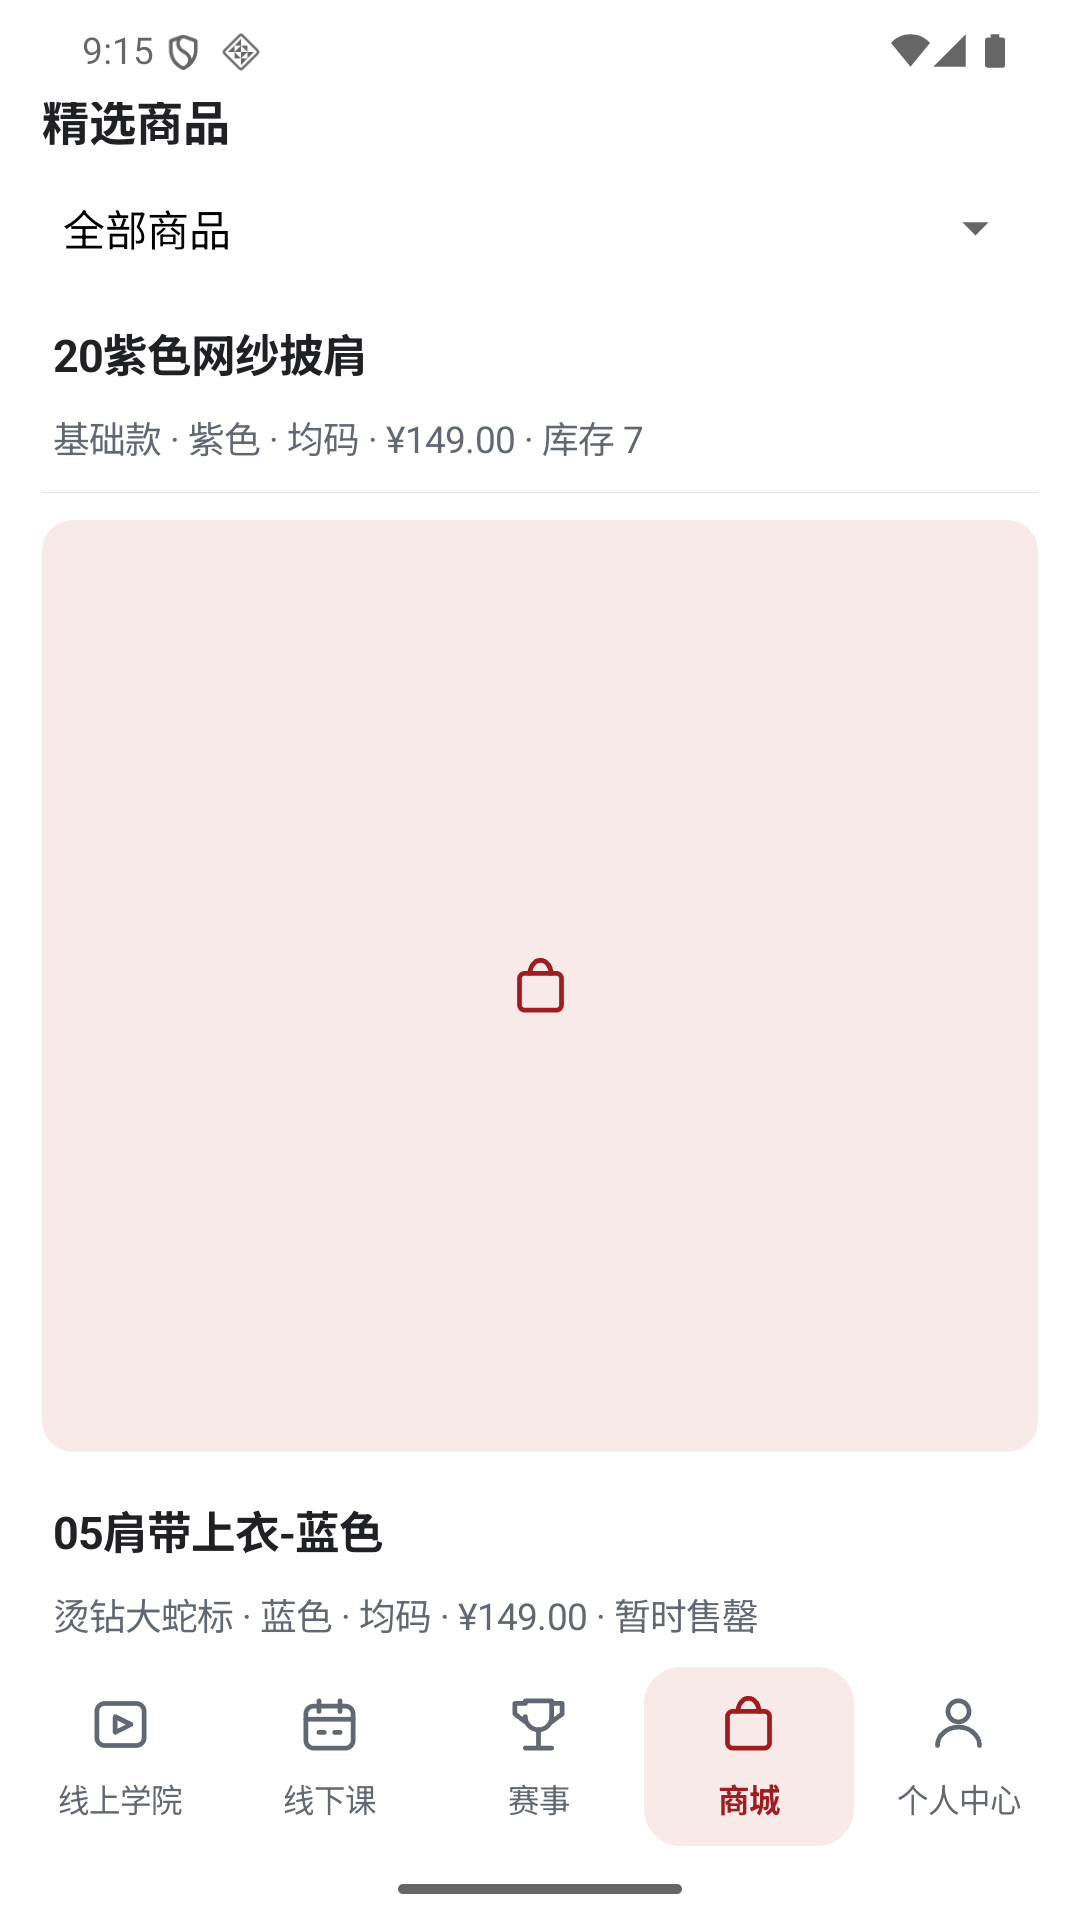 9:15
精选商品
全部商品
20紫色网纱披肩
基础款 · 紫色 · 均码 · ¥149.00 · 库存 7
05肩带上衣-蓝色
烫钻大蛇标 · 蓝色 · 均码 · ¥149.00 · 暂时售罄
线上学院 线下课 赛事 商城 个人中心